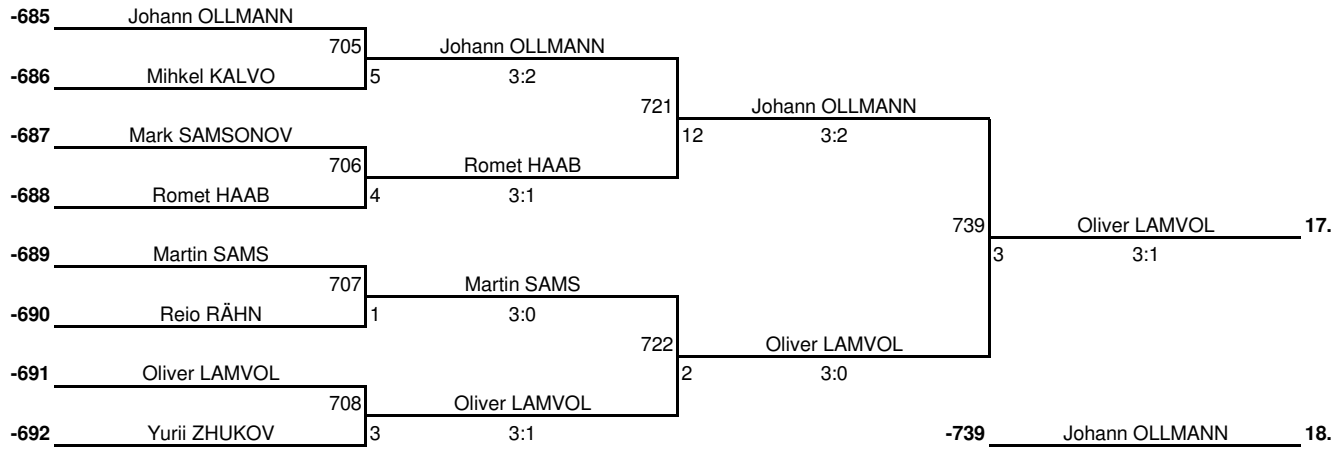 -685 Johann OLLMANN
705 Johann OLLMANN
-686 Mihkel KALVO 5 3:2
721 Johann OLLMANN
-687 Mark SAMSONOV 12 3:2
706 Romet HAAB
-688 Romet HAAB 4 3:1
739 Oliver LAMVOL 17.
-689 Martin SAMS 3 3:1
707 Martin SAMS
-690 Reio RÄHN 1 3:0
722 Oliver LAMVOL
-691 Oliver LAMVOL 2 3:0
708 Oliver LAMVOL
-692 Yurii ZHUKOV 3 3:1 -739 Johann OLLMANN 18.